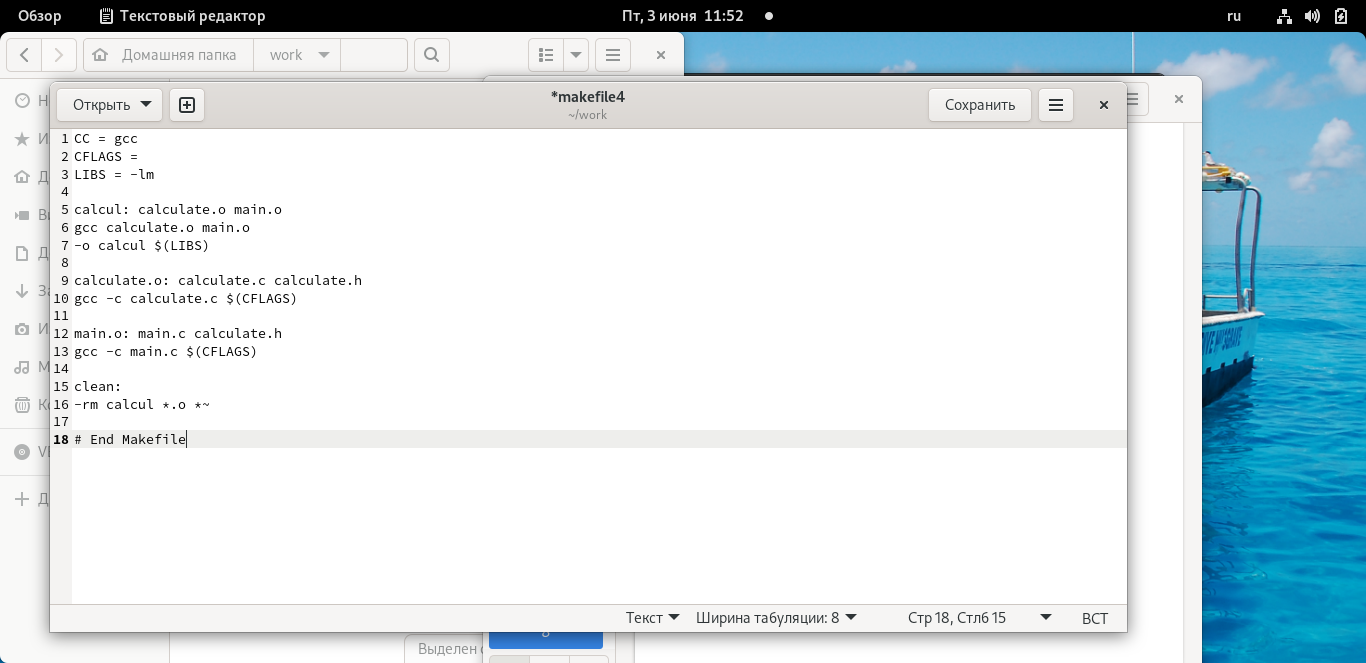 Обзор
Текстовый редактор
Пт, 3 июня 11:52
ru
Домашняя папка
work
Открыть
*makefile4
~/work
Сохранить
1 CC = gcc
2 CFLAGS =
3 LIBS = -lm
4
5 calcul: calculate.o main.o
6 gcc calculate.o main.o
7 -o calcul $(LIBS)
8
9 calculate.o: calculate.c calculate.h
10 gcc -c calculate.c $(CFLAGS)
11
12 main.o: main.c calculate.h
13 gcc -c main.c $(CFLAGS)
14
15 clean:
16 -rm calcul *.o *~
17
18 # End Makefile
Текст
Ширина табуляции: 8
Стр 18, Стлб 15
ВСТ
Выделен